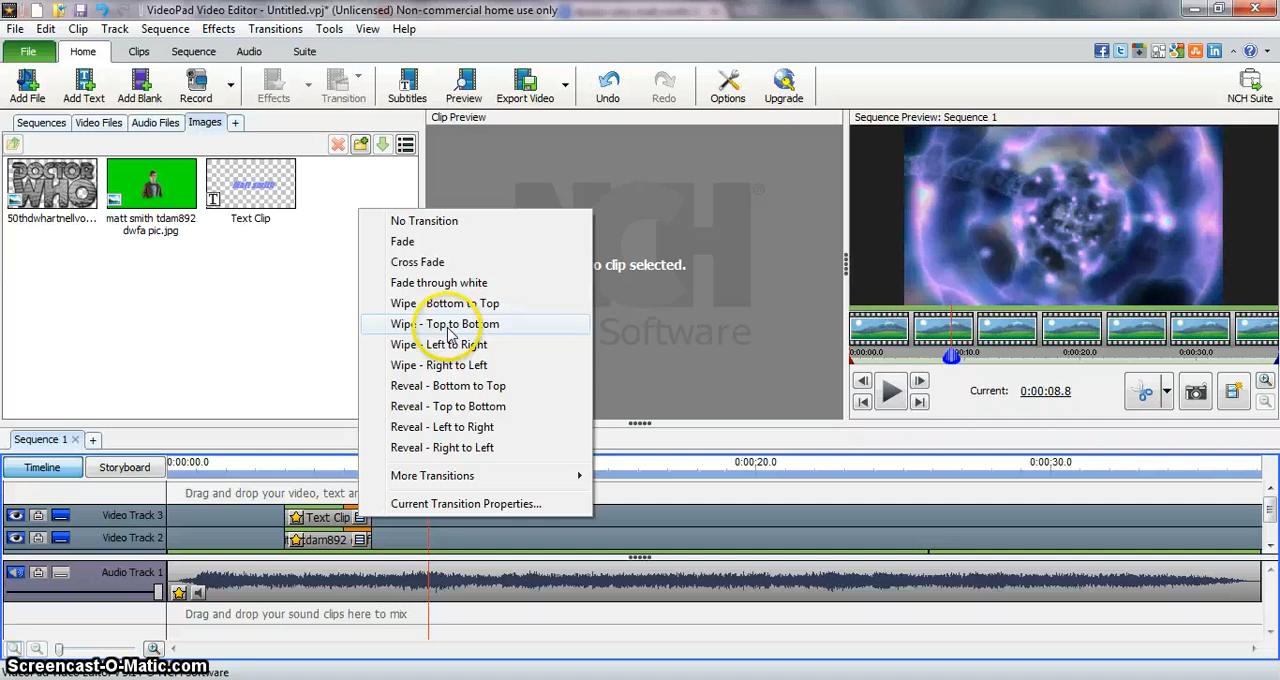 VideoPad Video Editor - Untitled.vpj* (Unlicensed) Non-commercial home use only
File Edit Clip Track Sequence Effects Transitions Tools View Help
File Home Clips Sequence Audio Suite
Add File Add Text Add Blank Record Effects Transition Subtitles Preview Export Video Undo Redo Options Upgrade NCH Suite
Sequences Video Files Audio Files Images +
Clip Preview
Sequence Preview: Sequence 1
DOCTOR WHO
Matt smith
T
50thdwhartnellvo...
matt smith tdam892
dwfa pic.jpg
Text Clip
NCH®
Software
o clip selected.
No Transition
Fade
Cross Fade
Fade through white
Wipe - Bottom to Top
Wipe - Top to Bottom
Wipe - Left to Right
Wipe - Right to Left
Reveal - Bottom to Top
Reveal - Top to Bottom
Reveal - Left to Right
Reveal - Right to Left
More Transitions
Current Transition Properties...
0:00:00.0 0:00:10.0 0:00:20.0 0:00:30.0
Current: 0:00:08.8
Sequence 1 +
Timeline Storyboard
0:00:00.0 0:00:20.0 0:00:30.0
Drag and drop your video, text an
Video Track 3 Text Clip
Video Track 2 tdam892
Audio Track 1
Drag and drop your sound clips here to mix
Screencast-O-Matic.com